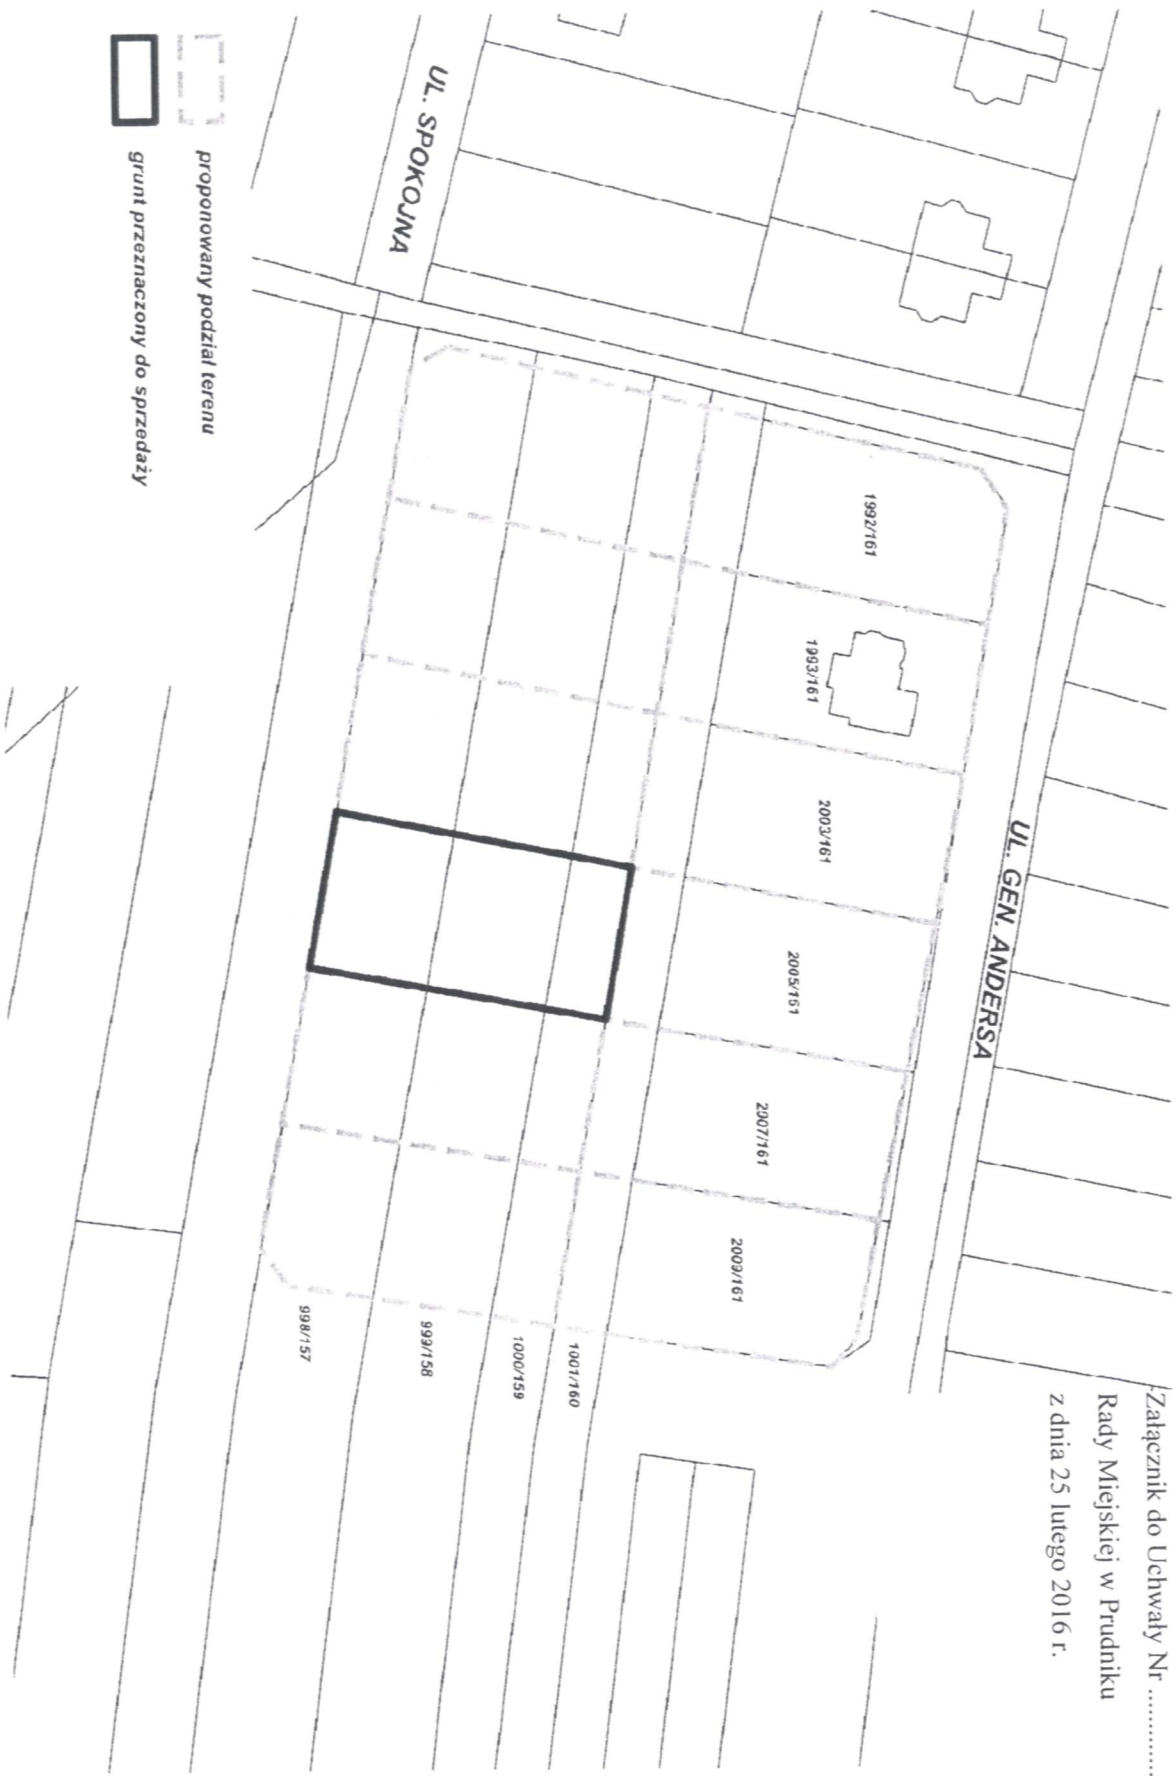 Załącznik do Uchwały Nr ............
Rady Miejskiej w Prudniku
z dnia 25 lutego 2016 r.
UL. GEN. ANDERSA
1992/161
1993/161
2003/161
2005/161
2007/161
2009/161
1001/160
1000/159
999/158
998/157
UL. SPOKOJNA
proponowany podział terenu
grunt przeznaczony do sprzedaży